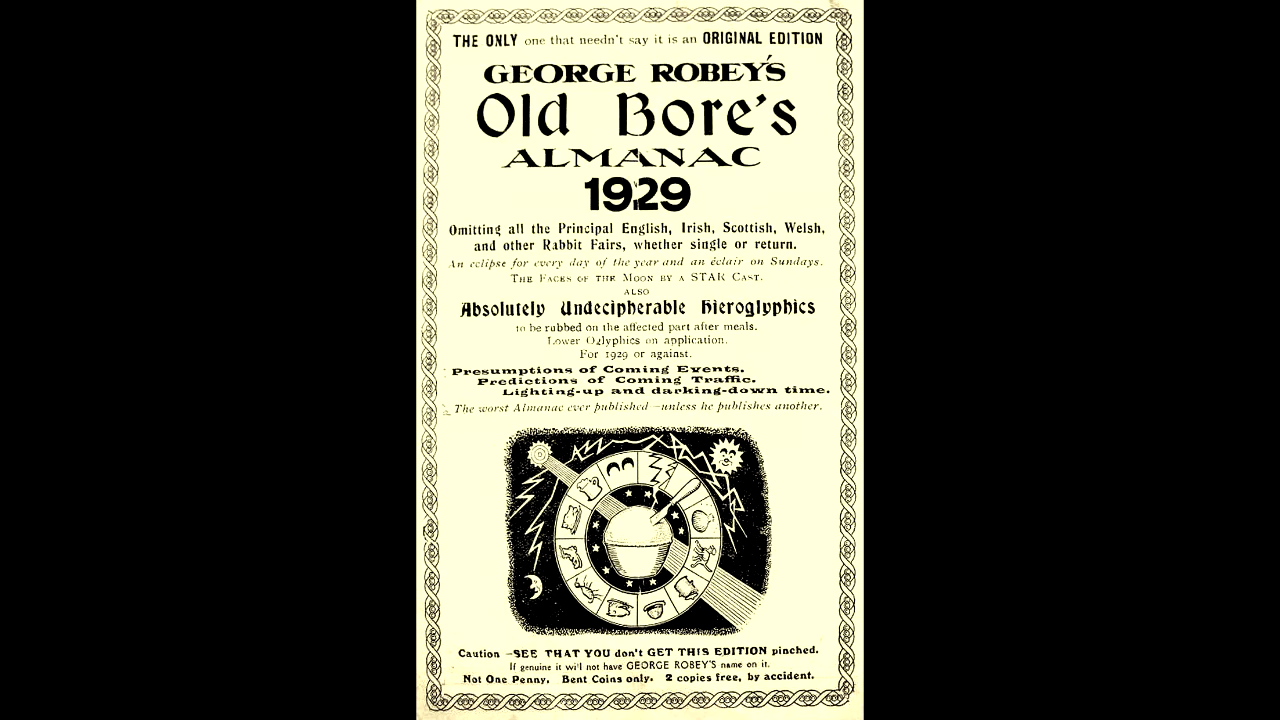 THE ONLY one that needn't say it is an ORIGINAL EDITION
GEORGE ROBEY'S
Old Bore's
ALMANAC
1929
Omitting all the Principal English, Irish, Scottish, Welsh,
and other Rabbit Fairs, whether single or return.
An eclipse for every day of the year and an éclair on Sundays.
THE FACES OF THE MOON BY A STAR CAST.
ALSO
Absolutely Undecipherable Hieroglyphics
to be rubbed on the affected part after meals.
Lower Oglyphics on application.
For 1929 or against.
Presumptions of Coming Events.
Predictions of Coming Traffic.
Lighting-up and darking-down time.
The worst Almanac ever published—unless he publishes another.
Caution—SEE THAT YOU don't GET THIS EDITION pinched.
If genuine it will not have GEORGE ROBEY'S name on it.
Not One Penny. Bent Coins only. 2 copies free, by accident.